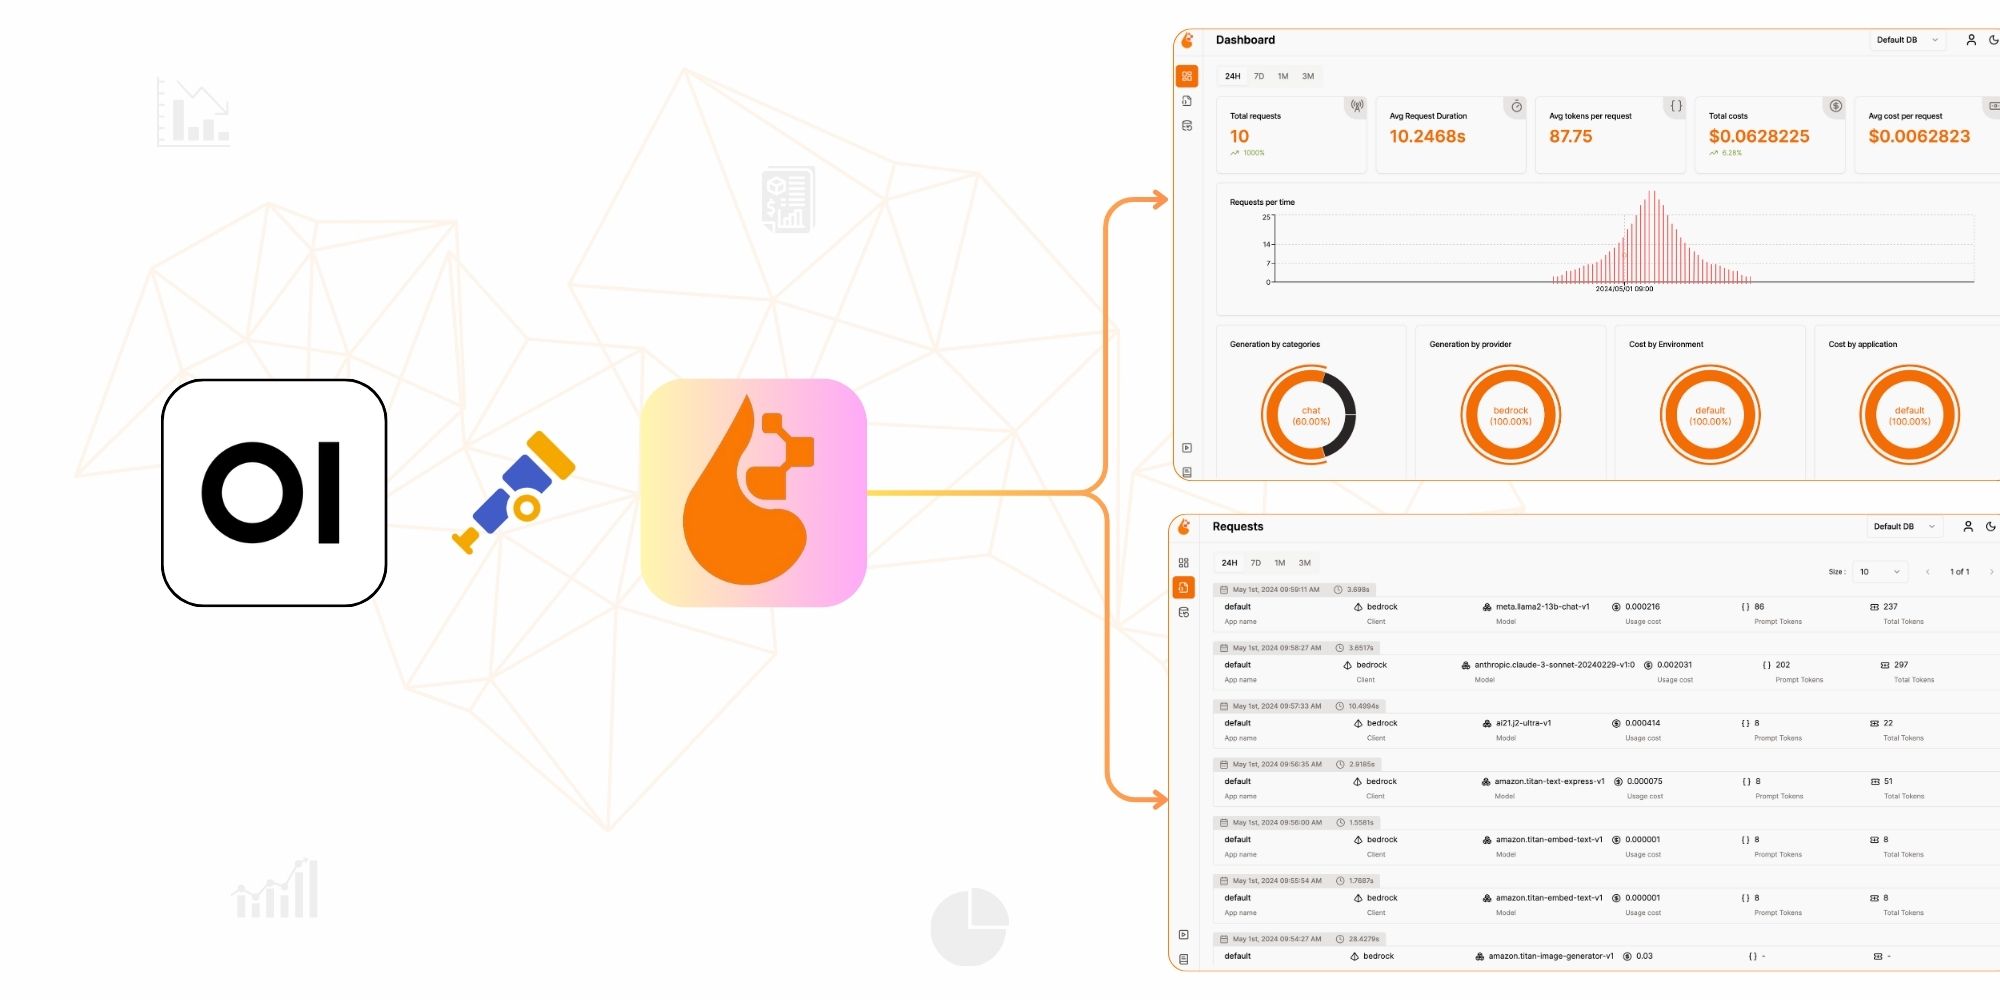 OI
Dashboard
Default DB
24H 7D 1M 3M
Total requests
10
1000%
Avg Request Duration
10.2468s
Avg tokens per request
87.75
Total costs
$0.0628225
6.28%
Avg cost per request
$0.0062823
Requests per time
25
14
7
0
2024/05/01 09:00
Generation by categories
chat
(60.00%)
Generation by provider
bedrock
(100.00%)
Cost by Environment
default
(100.00%)
Cost by application
default
(100.00%)
Requests
Default DB
24H 7D 1M 3M
Size : 10 1 of 1
May 1st, 2024 09:59:11 AM 3.698s
default bedrock meta.llama2-13b-chat-v1 0.000216 { } 86 237
App name Client Model Usage cost Prompt Tokens Total Tokens
May 1st, 2024 09:58:27 AM 3.6517s
default bedrock anthropic.claude-3-sonnet-20240229-v1:0 0.002031 { } 202 297
App name Client Model Usage cost Prompt Tokens Total Tokens
May 1st, 2024 09:57:33 AM 10.4994s
default bedrock ai21.j2-ultra-v1 0.000414 { } 8 22
App name Client Model Usage cost Prompt Tokens Total Tokens
May 1st, 2024 09:56:35 AM 2.9185s
default bedrock amazon.titan-text-express-v1 0.000075 { } 8 51
App name Client Model Usage cost Prompt Tokens Total Tokens
May 1st, 2024 09:56:00 AM 1.5581s
default bedrock amazon.titan-embed-text-v1 0.000001 { } 8 8
App name Client Model Usage cost Prompt Tokens Total Tokens
May 1st, 2024 09:55:54 AM 1.7687s
default bedrock amazon.titan-embed-text-v1 0.000001 { } 8 8
App name Client Model Usage cost Prompt Tokens Total Tokens
May 1st, 2024 09:54:27 AM 28.4279s
default bedrock amazon.titan-image-generator-v1 0.03 { } - -